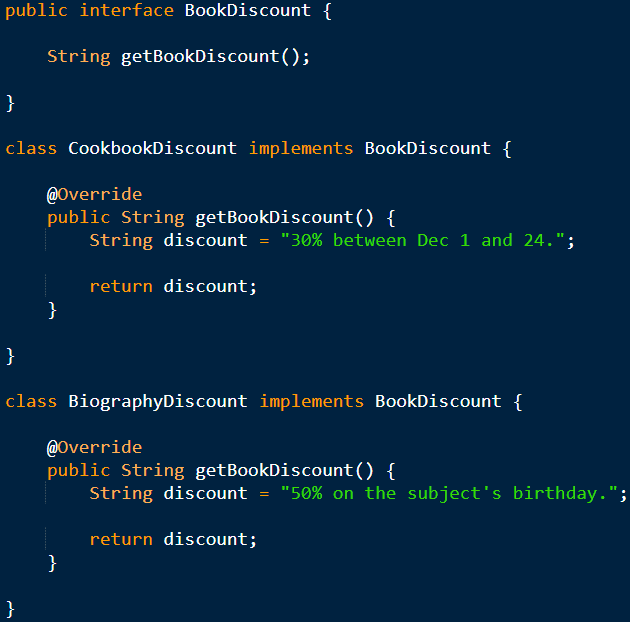 public interface BookDiscount {
String getBookDiscount();
}
class CookbookDiscount implements BookDiscount {
@Override
public String getBookDiscount() {
String discount = "30% between Dec 1 and 24.";
return discount;
}
}
class BiographyDiscount implements BookDiscount {
@Override
public String getBookDiscount() {
String discount = "50% on the subject's birthday.";
return discount;
}
}